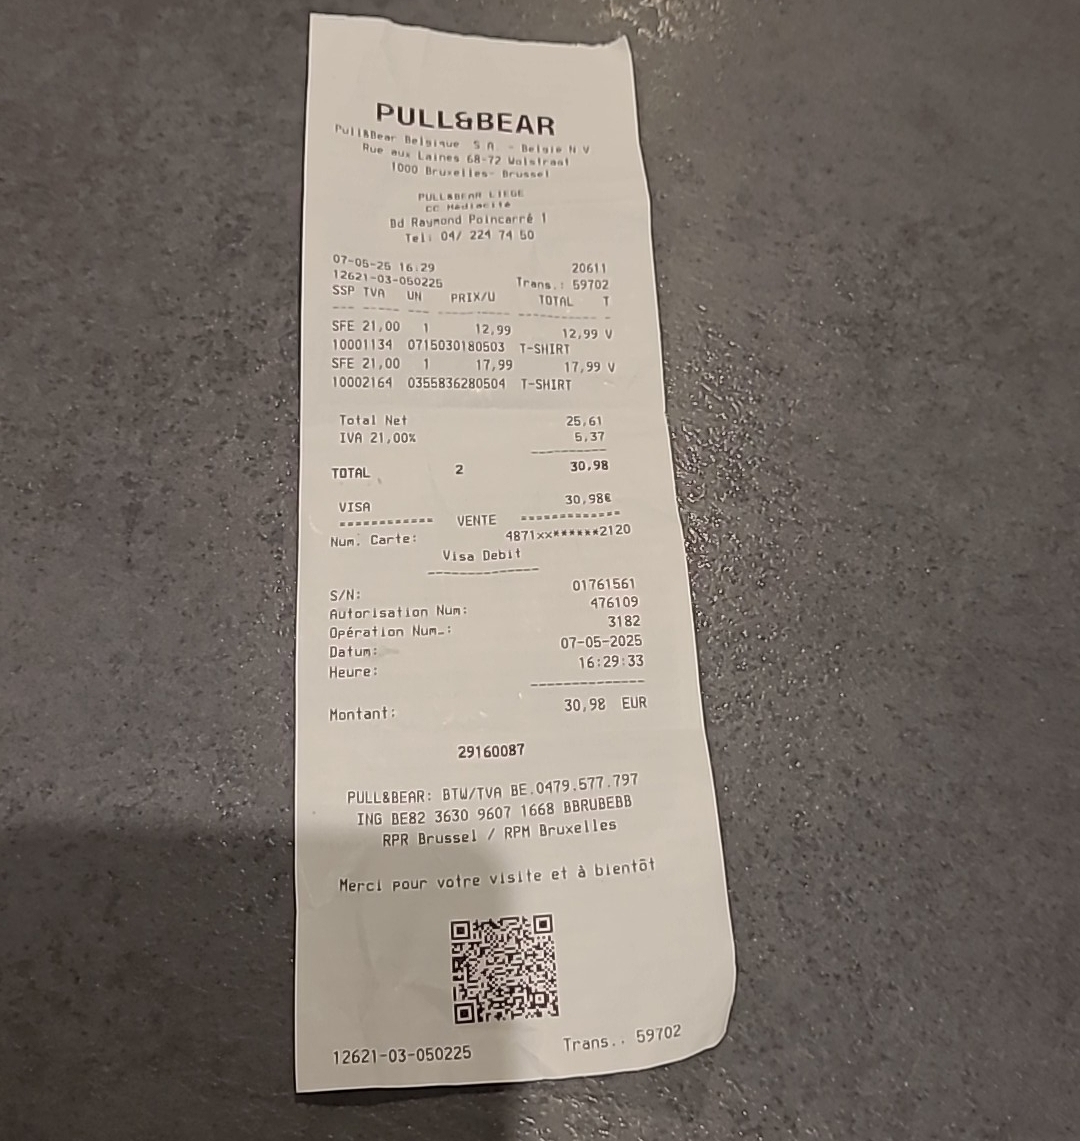 PULL&BEAR
Pull&Bear Belgique S.A. - Belgie N.V
Rue aux Laines 68-72 Wolstraat
1000 Bruxelles- Brussel
PULL&BEAR LIEGE
CC Médiacité
Bd Raymond Poincarré 1
Tel: 04/ 224 74 50
07-05-25 16:29 20611
12621-03-050225 Trans.: 59702
SSP TVA UN PRIX/U TOTAL T
SFE 21,00 1 12,99 12,99 V
10001134 0715030180503 T-SHIRT
SFE 21,00 1 17,99 17,99 V
10002164 0355836280504 T-SHIRT
Total Net 25,61
IVA 21,00% 5,37
TOTAL 2 30,98
VISA 30,98€
============ VENTE ============
Num. Carte: 4871xx******2120
Visa Debit
S/N: 01761561
Autorisation Num: 476109
Opération Num_: 3182
Datum: 07-05-2025
Heure: 16:29:33
Montant: 30,98 EUR
29160087
PULL&BEAR: BTW/TVA BE.0479.577.797
ING BE82 3630 9607 1668 BBRUBEBB
RPR Brussel / RPM Bruxelles
Merci pour votre visite et à bientôt
12621-03-050225 Trans.: 59702